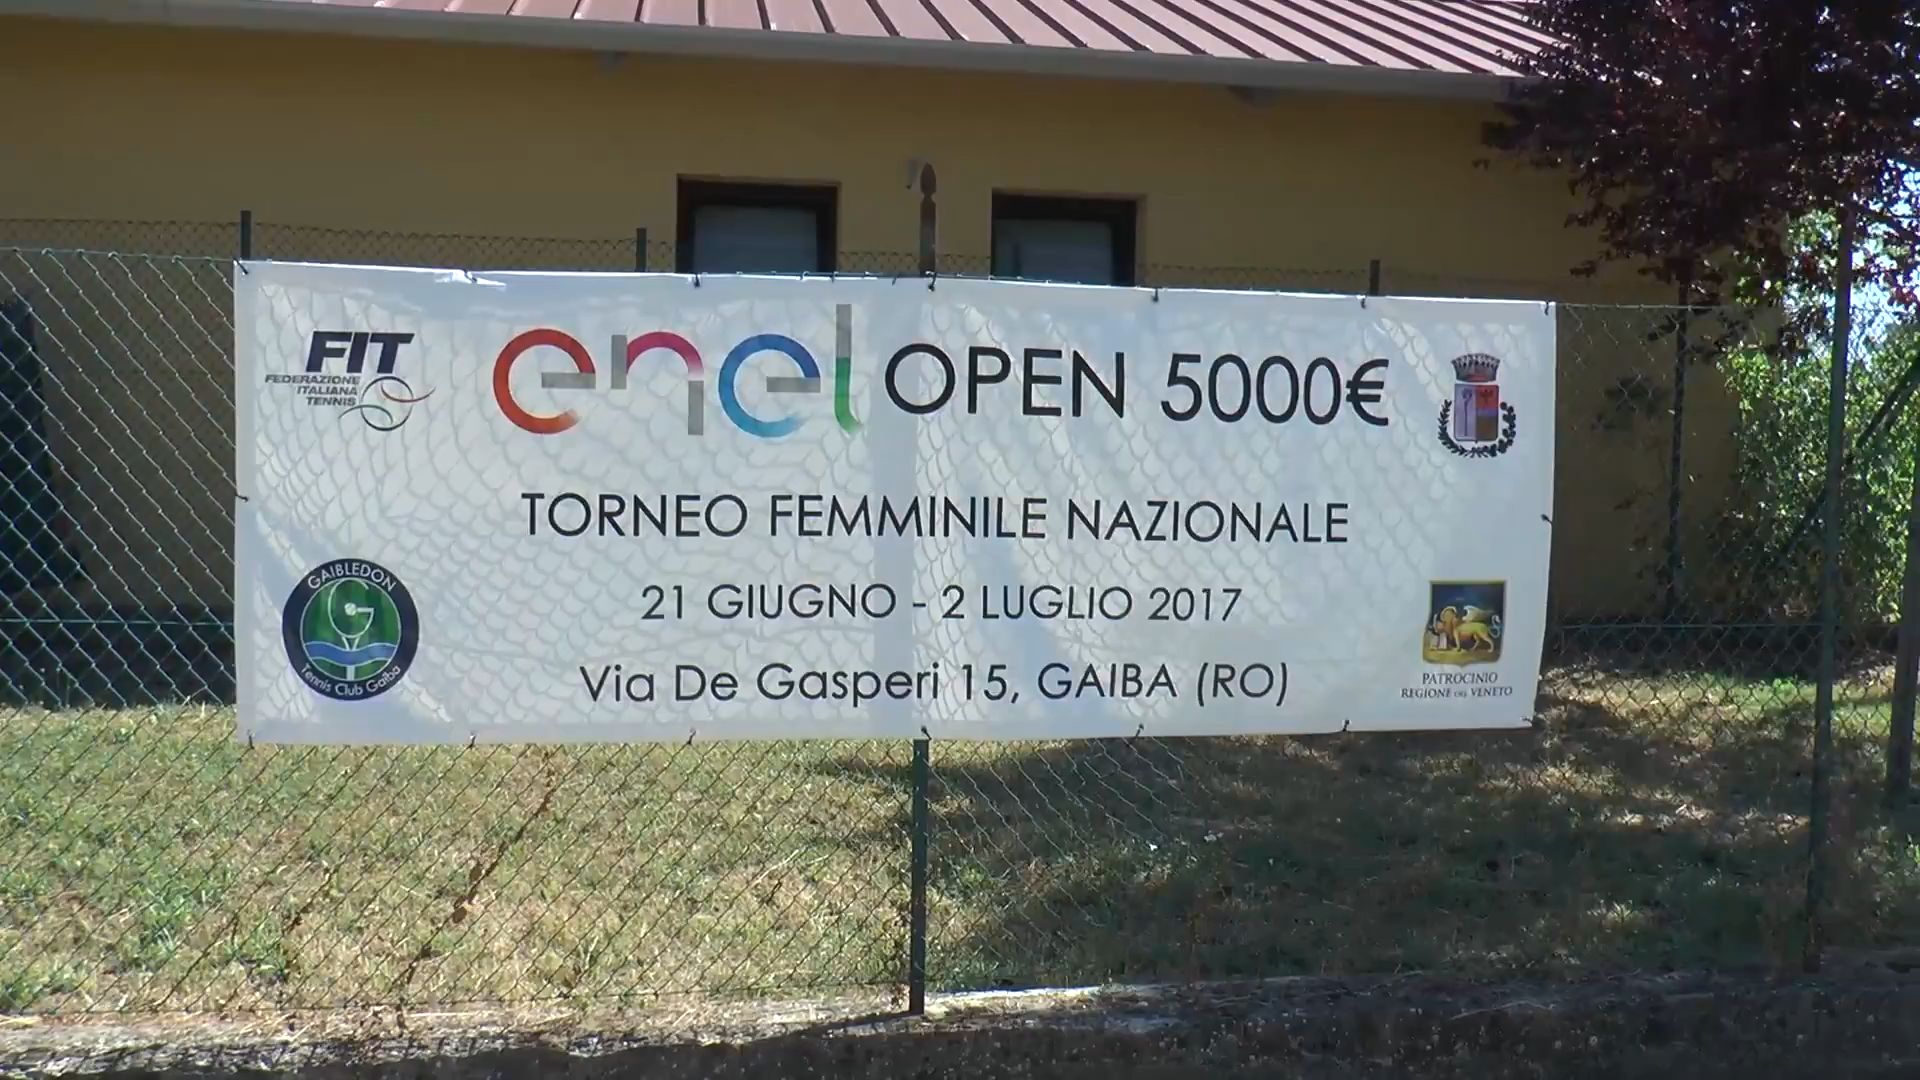 FIT
FEDERAZIONE
ITALIANA
TENNIS
enel OPEN 5000€
TORNEO FEMMINILE NAZIONALE
21 GIUGNO - 2 LUGLIO 2017
Via De Gasperi 15, GAIBA (RO)
GAIBLEDON
Tennis Club Gaiba
PATROCINIO
REGIONE DEL VENETO